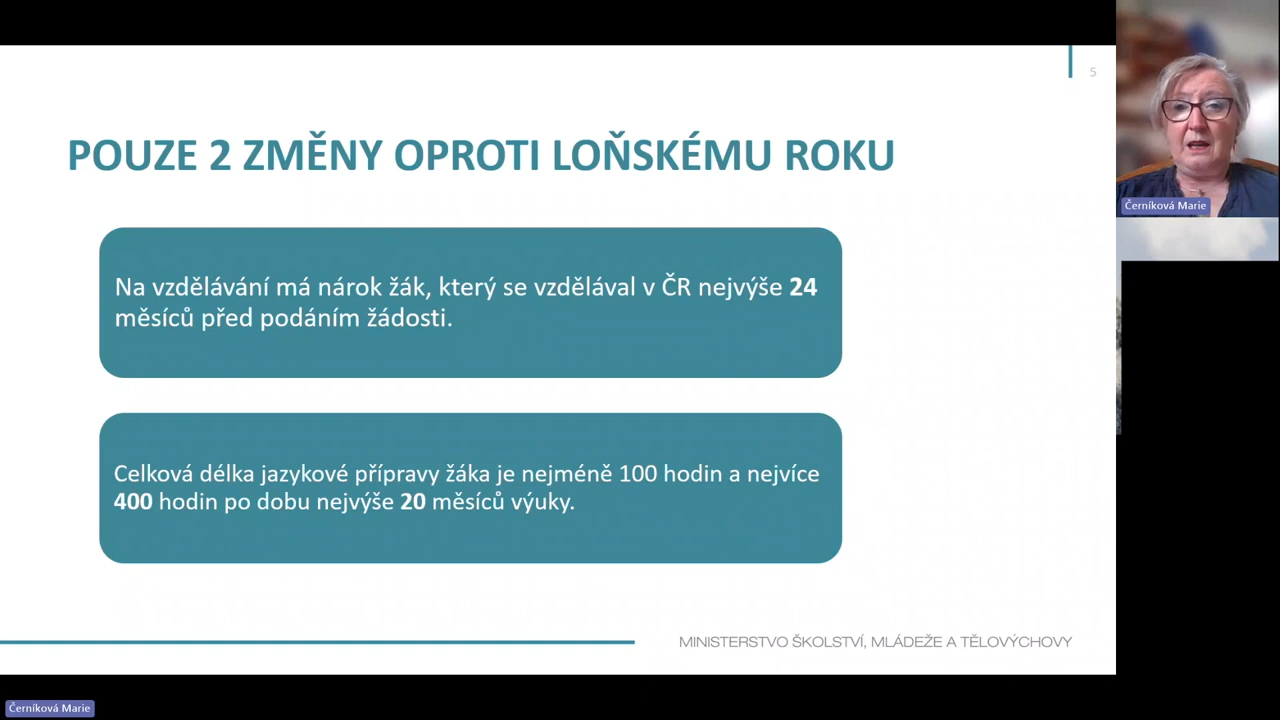 5
POUZE 2 ZMĚNY OPROTI LOŇSKÉMU ROKU
Na vzdělávání má nárok žák, který se vzdělával v ČR nejvýše 24
měsíců před podáním žádosti.
Celková délka jazykové přípravy žáka je nejméně 100 hodin a nejvíce
400 hodin po dobu nejvýše 20 měsíců výuky.
MINISTERSTVO ŠKOLSTVÍ, MLÁDEŽE A TĚLOVÝCHOVY
Černíková Marie
Černíková Marie